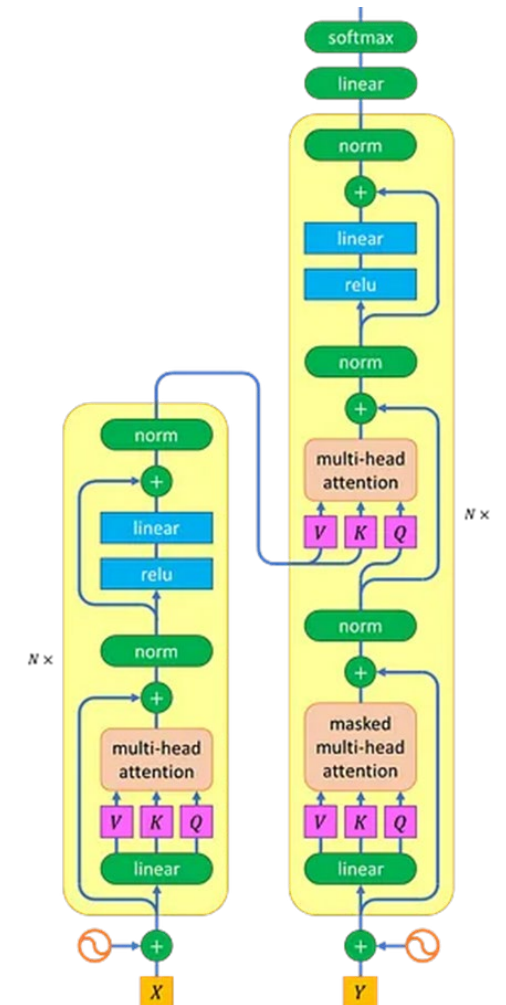 softmax
linear
norm
+
linear
relu
norm
+
multi-head
attention
V K Q
N ×
norm
+
masked
multi-head
attention
V K Q
linear
+
Y
norm
+
linear
relu
norm
N ×
+
multi-head
attention
V K Q
linear
+
X